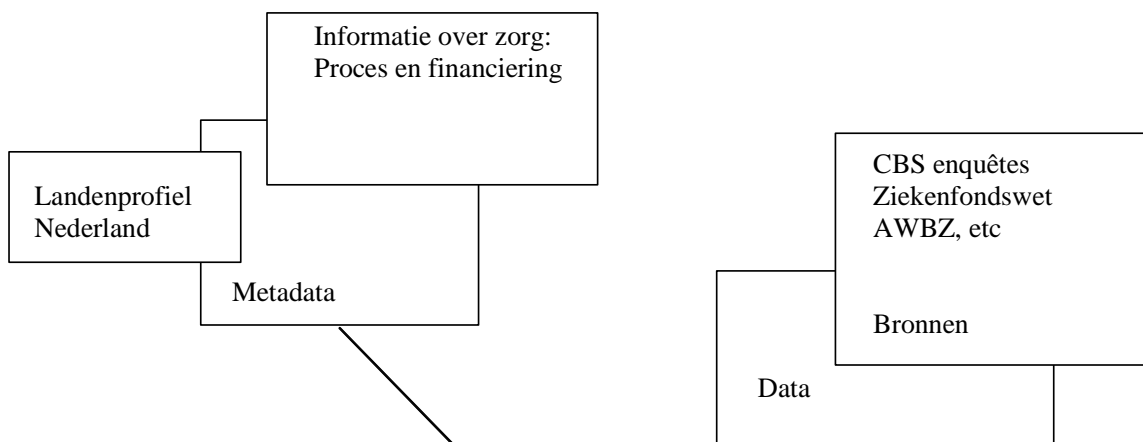 Informatie over zorg:
Proces en financiering
Landenprofiel
Nederland
Metadata
CBS enquêtes
Ziekenfondswet
AWBZ, etc
Bronnen
Data